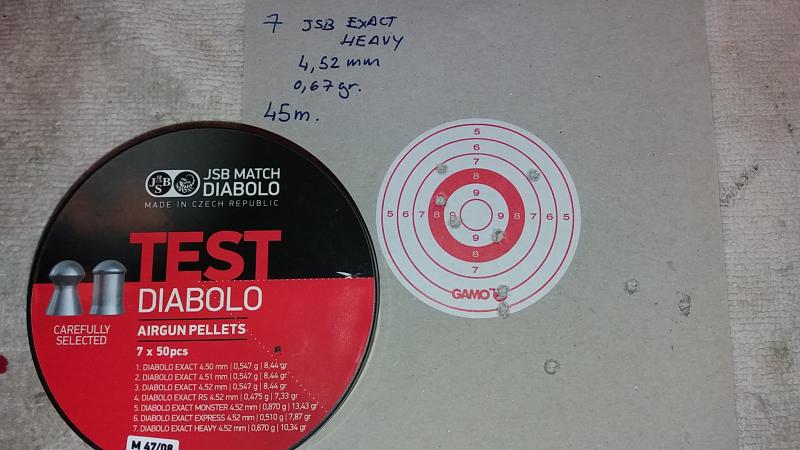 7 JSB EXACT
HEAVY
4,52 mm
0,67 gr.
45m.
JSB
JSB MATCH
DIABOLO
MADE IN CZECH REPUBLIC
TEST
DIABOLO
AIRGUN PELLETS
7 x 50pcs
CAREFULLY
SELECTED
1. DIABOLO EXACT 4.50 mm | 0,547 g | 8,44 gr
2. DIABOLO EXACT 4.51 mm | 0,547 g | 8,44 gr
3. DIABOLO EXACT 4.52 mm | 0,547 g | 8,44 gr
4. DIABOLO EXACT RS 4.52 mm | 0,475 g | 7,33 gr
5. DIABOLO EXACT MONSTER 4.52 mm | 0,870 g | 13,43 gr
6. DIABOLO EXACT EXPRESS 4.52 mm | 0,510 g | 7,87 gr
7. DIABOLO EXACT HEAVY 4.52 mm | 0,670 g | 10,34 gr
M 47/08
5
6
7
8
9
5 6 7 8 9 9 8 7 6 5
9
8
7
GAMO